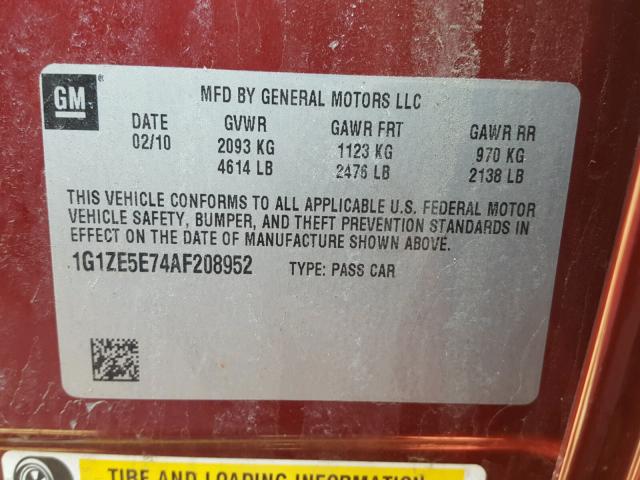 GM
MFD BY GENERAL MOTORS LLC
DATE GVWR GAWR FRT GAWR RR
02/10 2093 KG 1123 KG 970 KG
4614 LB 2476 LB 2138 LB
THIS VEHICLE CONFORMS TO ALL APPLICABLE U.S. FEDERAL MOTOR
VEHICLE SAFETY, BUMPER, AND THEFT PREVENTION STANDARDS IN
EFFECT ON THE DATE OF MANUFACTURE SHOWN ABOVE.
1G1ZE5E74AF208952 TYPE: PASS CAR
TIRE AND LOADING INFORMATION